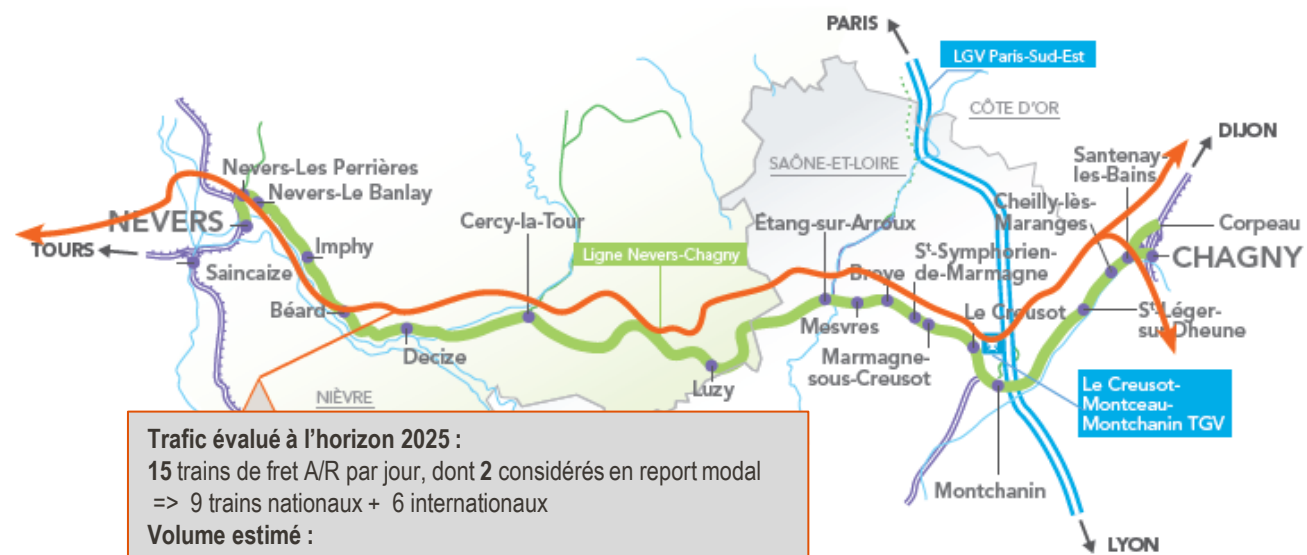 PARIS
LGV Paris-Sud-Est
CÔTE D'OR
DIJON
SAÔNE-ET-LOIRE
Santenay-
les-Bains
Nevers-Les Perrières
Nevers-Le Banlay
Cheilly-lès-
Maranges
Corpeau
NEVERS
Cercy-la-Tour
Étang-sur-Arroux
TOURS
Imphy
Ligne Nevers-Chagny
St-Symphorien-
de-Marmagne
CHAGNY
Saincaize
Broye
Béard
Mesvres
Le Creusot
St-Léger-
sur-Dheune
Decize
Marmagne-
sous-Creusot
Luzy
NIÈVRE
Le Creusot-
Montceau-
Montchanin TGV
Montchanin
LYON
Trafic évalué à l'horizon 2025 :
15 trains de fret A/R par jour, dont 2 considérés en report modal
=> 9 trains nationaux + 6 internationaux
Volume estimé :